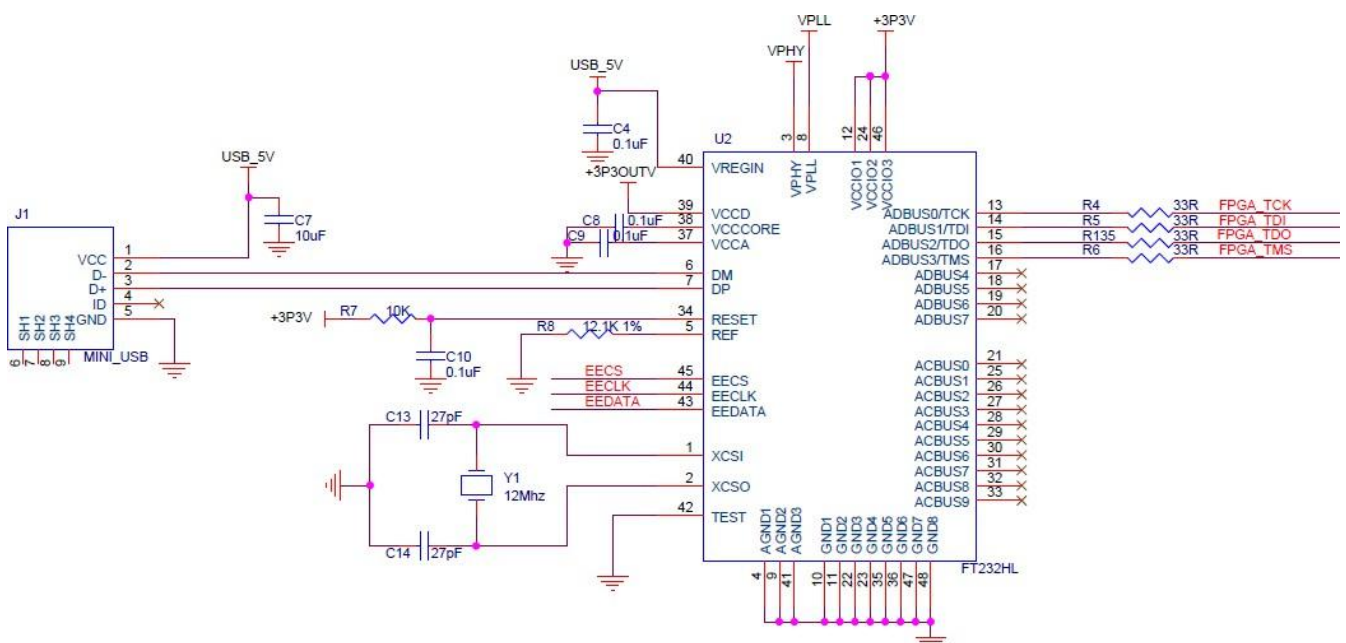 VPLL
+3P3V
VPHY
USB_5V
C4
0.1uF
U2
3
8
12
24
46
40
VREGIN
VPHY
VPLL
VCCIO1
VCCIO2
VCCIO3
USB_5V
+3P3OUTV
C7
10uF
J1
C8
0.1uF
39
VCCD
38
VCCCORE
C9
0.1uF
37
VCCA
ADBUS0/TCK
13
R4
33R
FPGA_TCK
ADBUS1/TDI
14
R5
33R
FPGA_TDI
ADBUS2/TDO
15
R135
33R
FPGA_TDO
ADBUS3/TMS
16
R6
33R
FPGA_TMS
VCC
1
D-
2
D+
3
ID
4
GND
5
SH1
SH2
SH3
SH4
6
7
8
9
MINI_USB
6
DM
7
DP
ADBUS4
17
ADBUS5
18
ADBUS6
19
ADBUS7
20
+3P3V
R7
10K
34
RESET
R8
12.1K 1%
5
REF
C10
0.1uF
EECS
45
EECS
EECLK
44
EECLK
EEDATA
43
EEDATA
ACBUS0
21
ACBUS1
25
ACBUS2
26
ACBUS3
27
ACBUS4
28
ACBUS5
29
ACBUS6
30
ACBUS7
31
ACBUS8
32
ACBUS9
33
C13
27pF
1
XCSI
Y1
12Mhz
2
XCSO
42
TEST
C14
27pF
AGND1
AGND2
AGND3
GND1
GND2
GND3
GND4
GND5
GND6
GND7
GND8
FT232HL
4
9
41
10
11
22
23
35
36
47
48